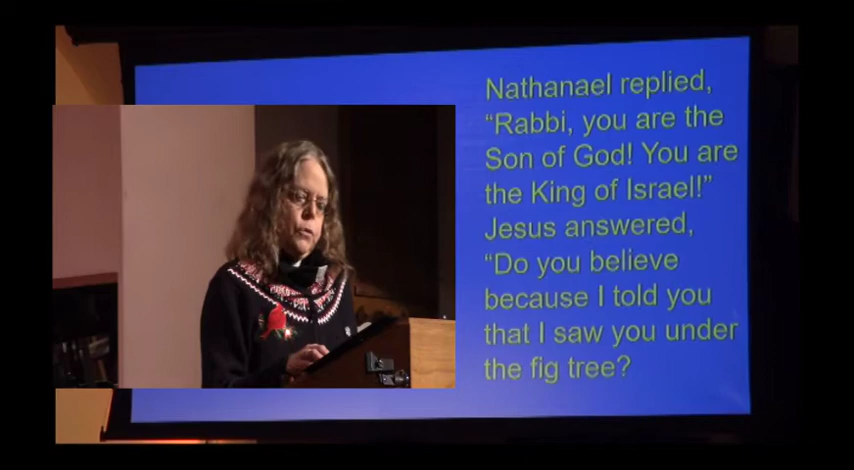 Nathanael replied,
“Rabbi, you are the
Son of God! You are
the King of Israel!”
Jesus answered,
“Do you believe
because I told you
that I saw you under
the fig tree?